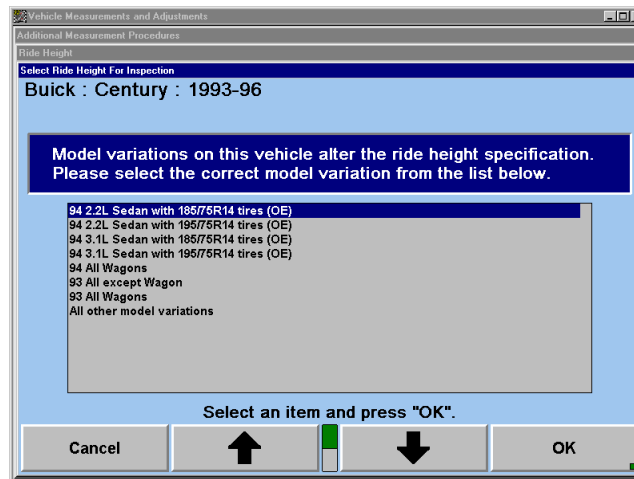 Vehicle Measurements and Adjustments
Additional Measurement Procedures
Ride Height
Select Ride Height For Inspection
Buick : Century : 1993-96
Model variations on this vehicle alter the ride height specification.
Please select the correct model variation from the list below.
94 2.2L Sedan with 185/75R14 tires (OE)
94 2.2L Sedan with 195/75R14 tires (OE)
94 3.1L Sedan with 185/75R14 tires (OE)
94 3.1L Sedan with 195/75R14 tires (OE)
94 All Wagons
93 All except Wagon
93 All Wagons
All other model variations
Select an item and press "OK".
Cancel
OK